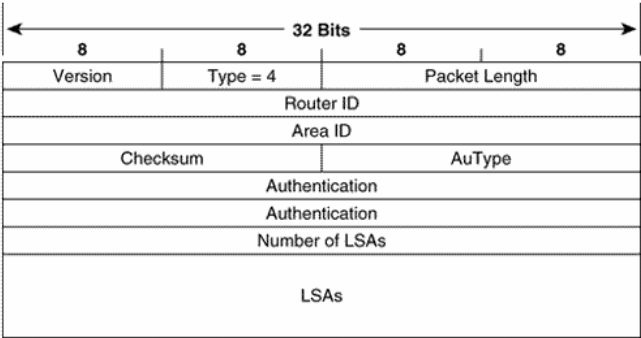 32 Bits
8 8 8 8
Version Type = 4 Packet Length
Router ID
Area ID
Checksum AuType
Authentication
Authentication
Number of LSAs
LSAs